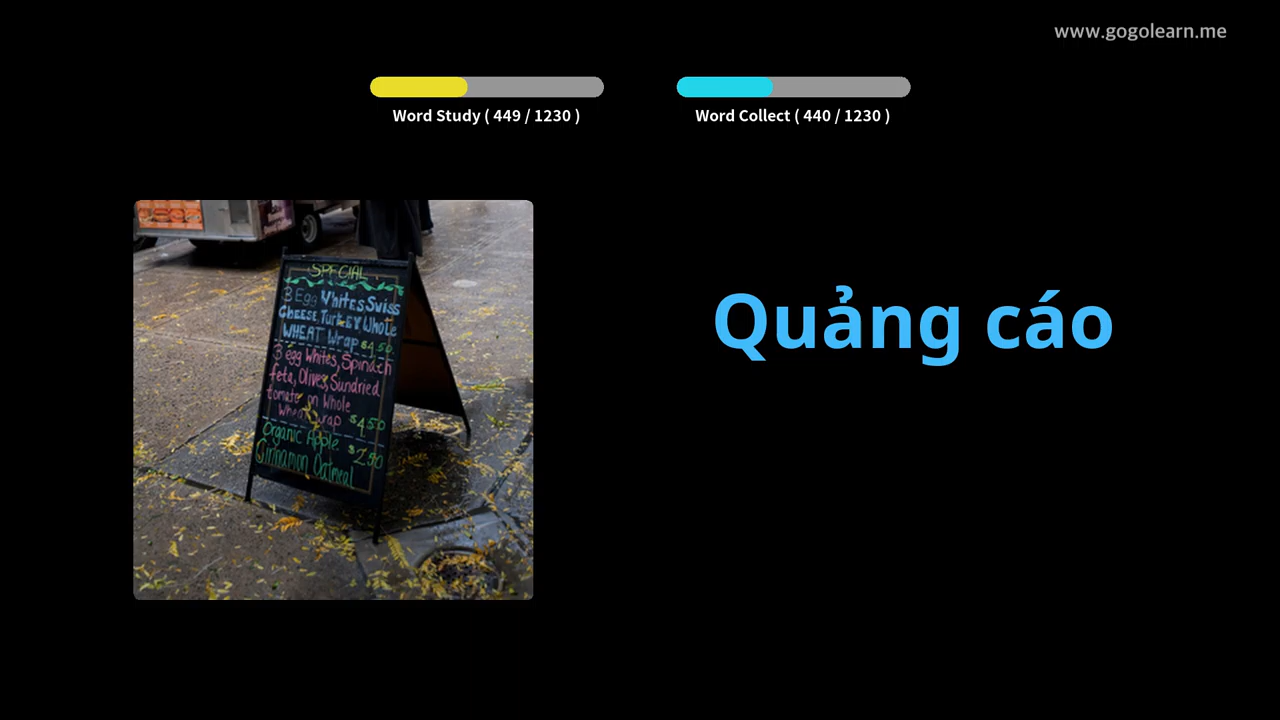 www.gogolearn.me
Word Study ( 449 / 1230 )
Word Collect ( 440 / 1230 )
SPECIAL
3 Egg Whites, Swiss
CHEESE, TurkEY Whole
WHEAT Wrap $4.50
3 egg Whites, Spinach
feta, Olives, Sundried
tomato on Whole
Wheat Wrap $4.50
Organic Apple
Cinnamon Oatmeal $2.50
Quảng cáo